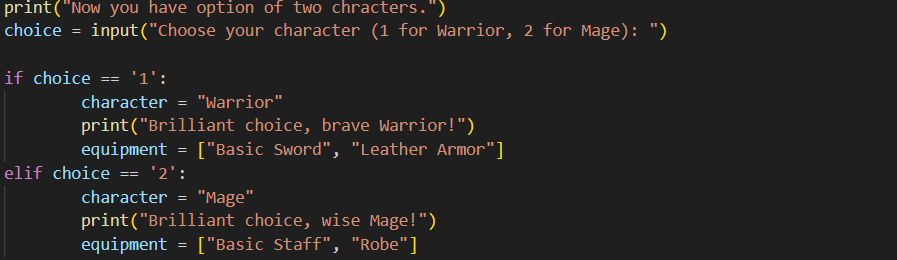 print("Now you have option of two chracters.")
choice = input("Choose your character (1 for Warrior, 2 for Mage): ")
if choice == '1':
        character = "Warrior"
        print("Brilliant choice, brave Warrior!")
        equipment = ["Basic Sword", "Leather Armor"]
elif choice == '2':
        character = "Mage"
        print("Brilliant choice, wise Mage!")
        equipment = ["Basic Staff", "Robe"]